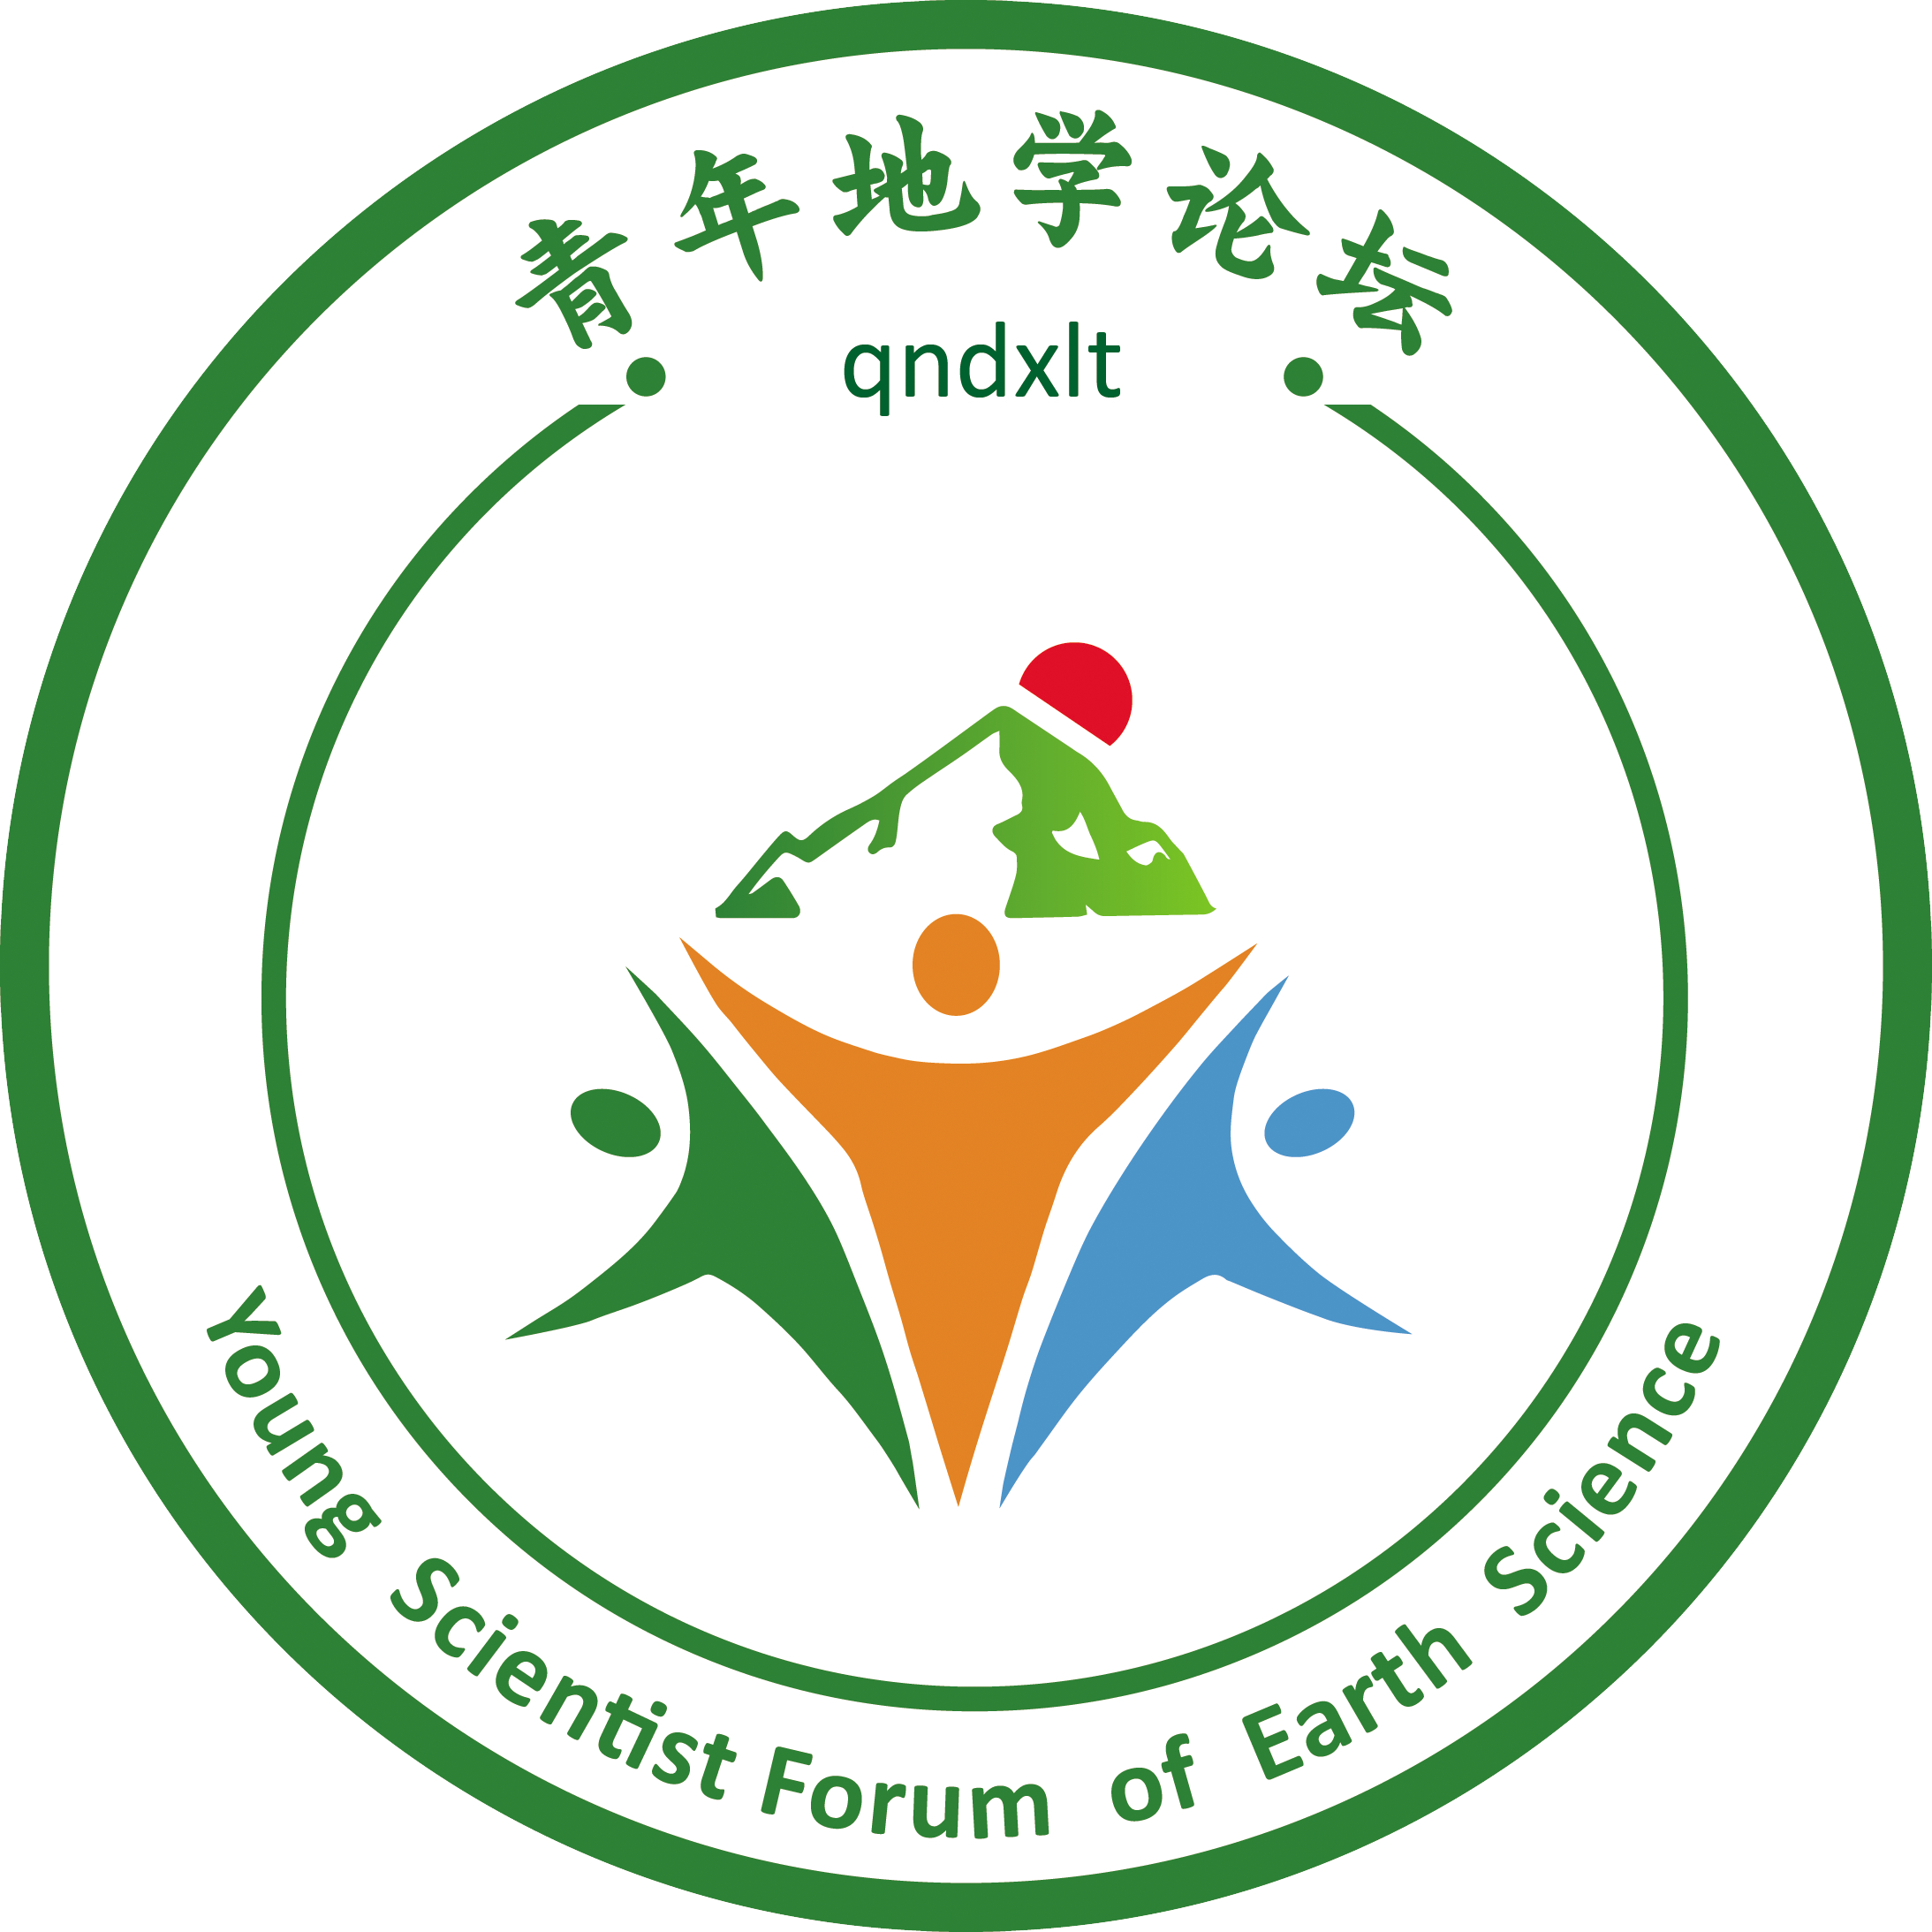 青年地学论坛
qndxlt
Young Scientist Forum of Earth Science